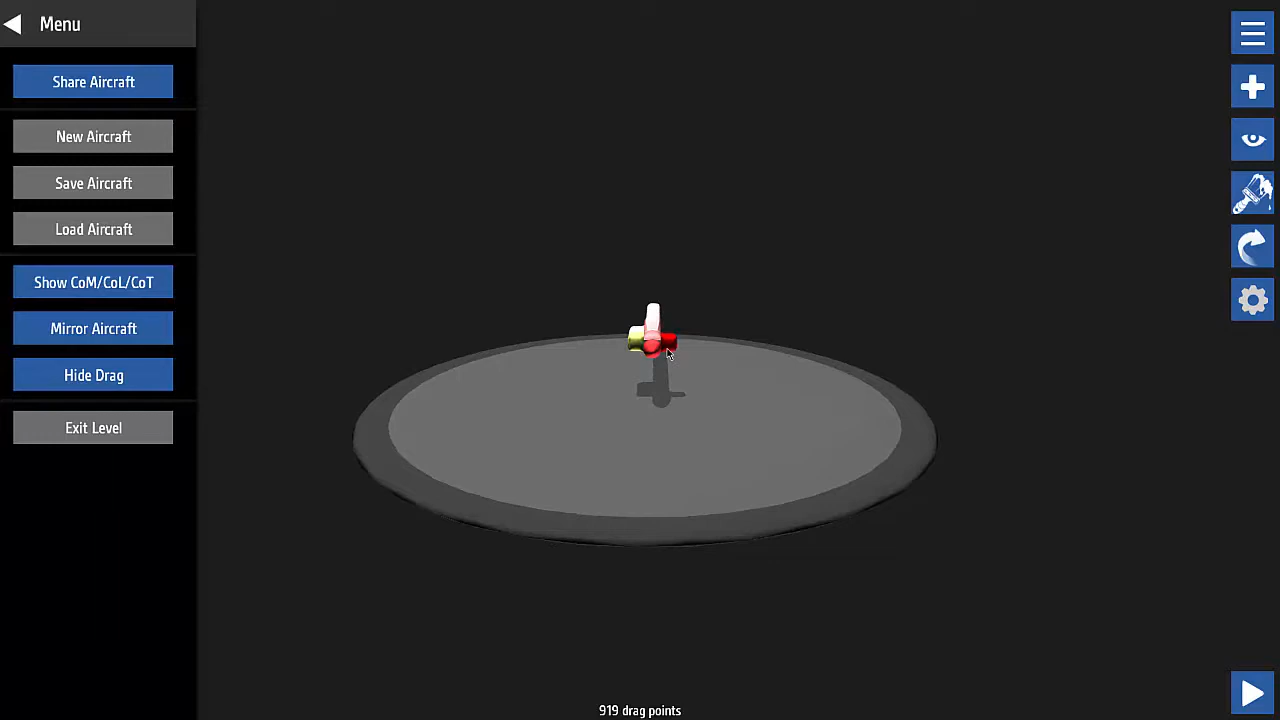 Menu
Share Aircraft
New Aircraft
Save Aircraft
Load Aircraft
Show CoM/CoL/CoT
Mirror Aircraft
Hide Drag
Exit Level
919 drag points